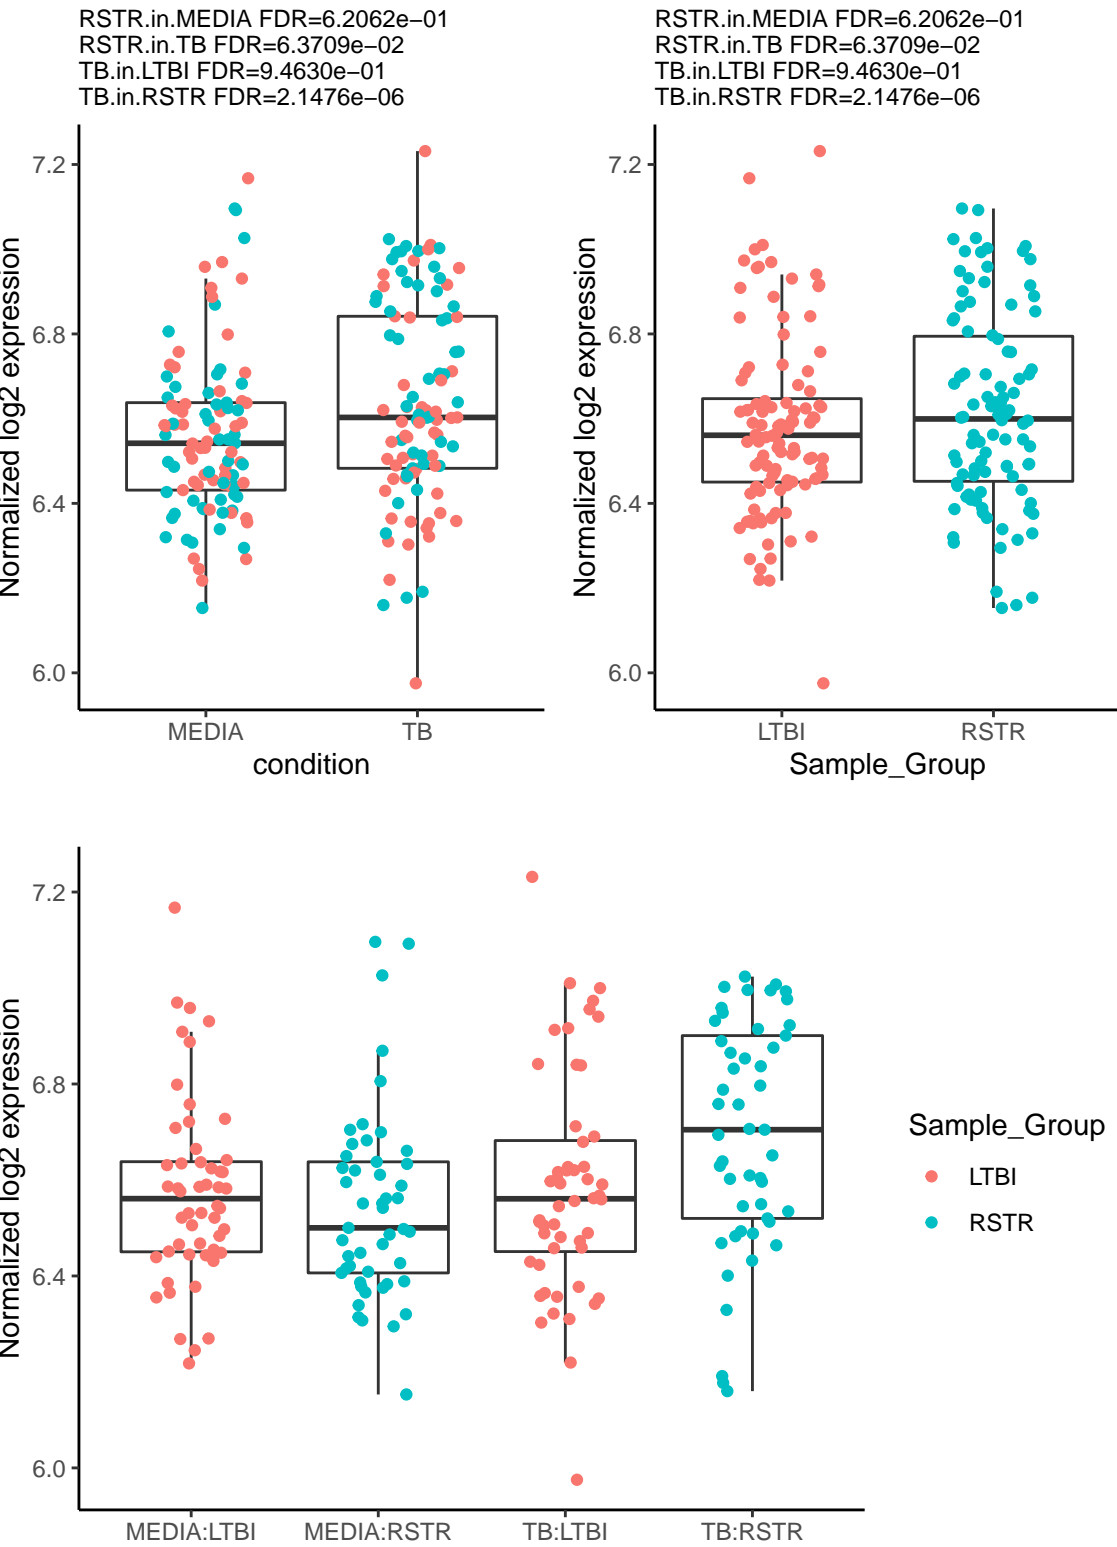 RSTR.in.MEDIA FDR=6.2062e−01
RSTR.in.TB FDR=6.3709e−02
TB.in.LTBI FDR=9.4630e−01
TB.in.RSTR FDR=2.1476e−06
Normalized log2 expression
7.2
6.8
6.4
6.0
MEDIA
TB
condition
RSTR.in.MEDIA FDR=6.2062e−01
RSTR.in.TB FDR=6.3709e−02
TB.in.LTBI FDR=9.4630e−01
TB.in.RSTR FDR=2.1476e−06
Normalized log2 expression
7.2
6.8
6.4
6.0
LTBI
RSTR
Sample_Group
Normalized log2 expression
7.2
6.8
6.4
6.0
MEDIA:LTBI
MEDIA:RSTR
TB:LTBI
TB:RSTR
Sample_Group
LTBI
RSTR